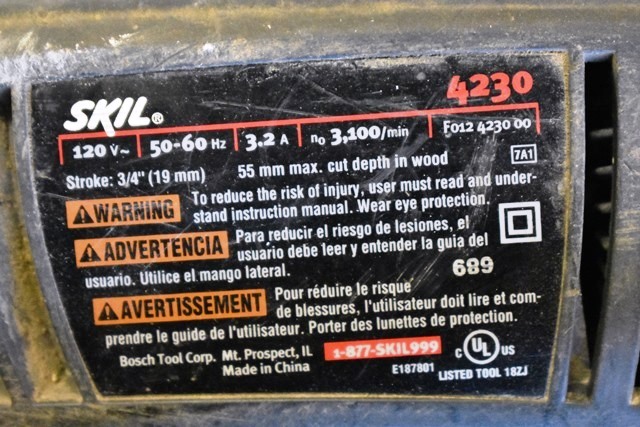 SKIL®
4230
120 V~ 50-60 Hz 3.2 A n₀ 3,100/min F012 4230 00
Stroke: 3/4" (19 mm) 55 mm max. cut depth in wood 7A1
WARNING To reduce the risk of injury, user must read and under-
stand instruction manual. Wear eye protection.
ADVERTENCIA Para reducir el riesgo de lesiones, el
usuario debe leer y entender la guía del
usuario. Utilice el mango lateral.
689
AVERTISSEMENT Pour réduire le risque
de blessures, l'utilisateur doit lire et com-
prendre le guide de l'utilisateur. Porter des lunettes de protection.
Bosch Tool Corp. Mt. Prospect, IL 1-877-SKIL999
Made in China
c UL us
E187801 LISTED TOOL 18ZJ